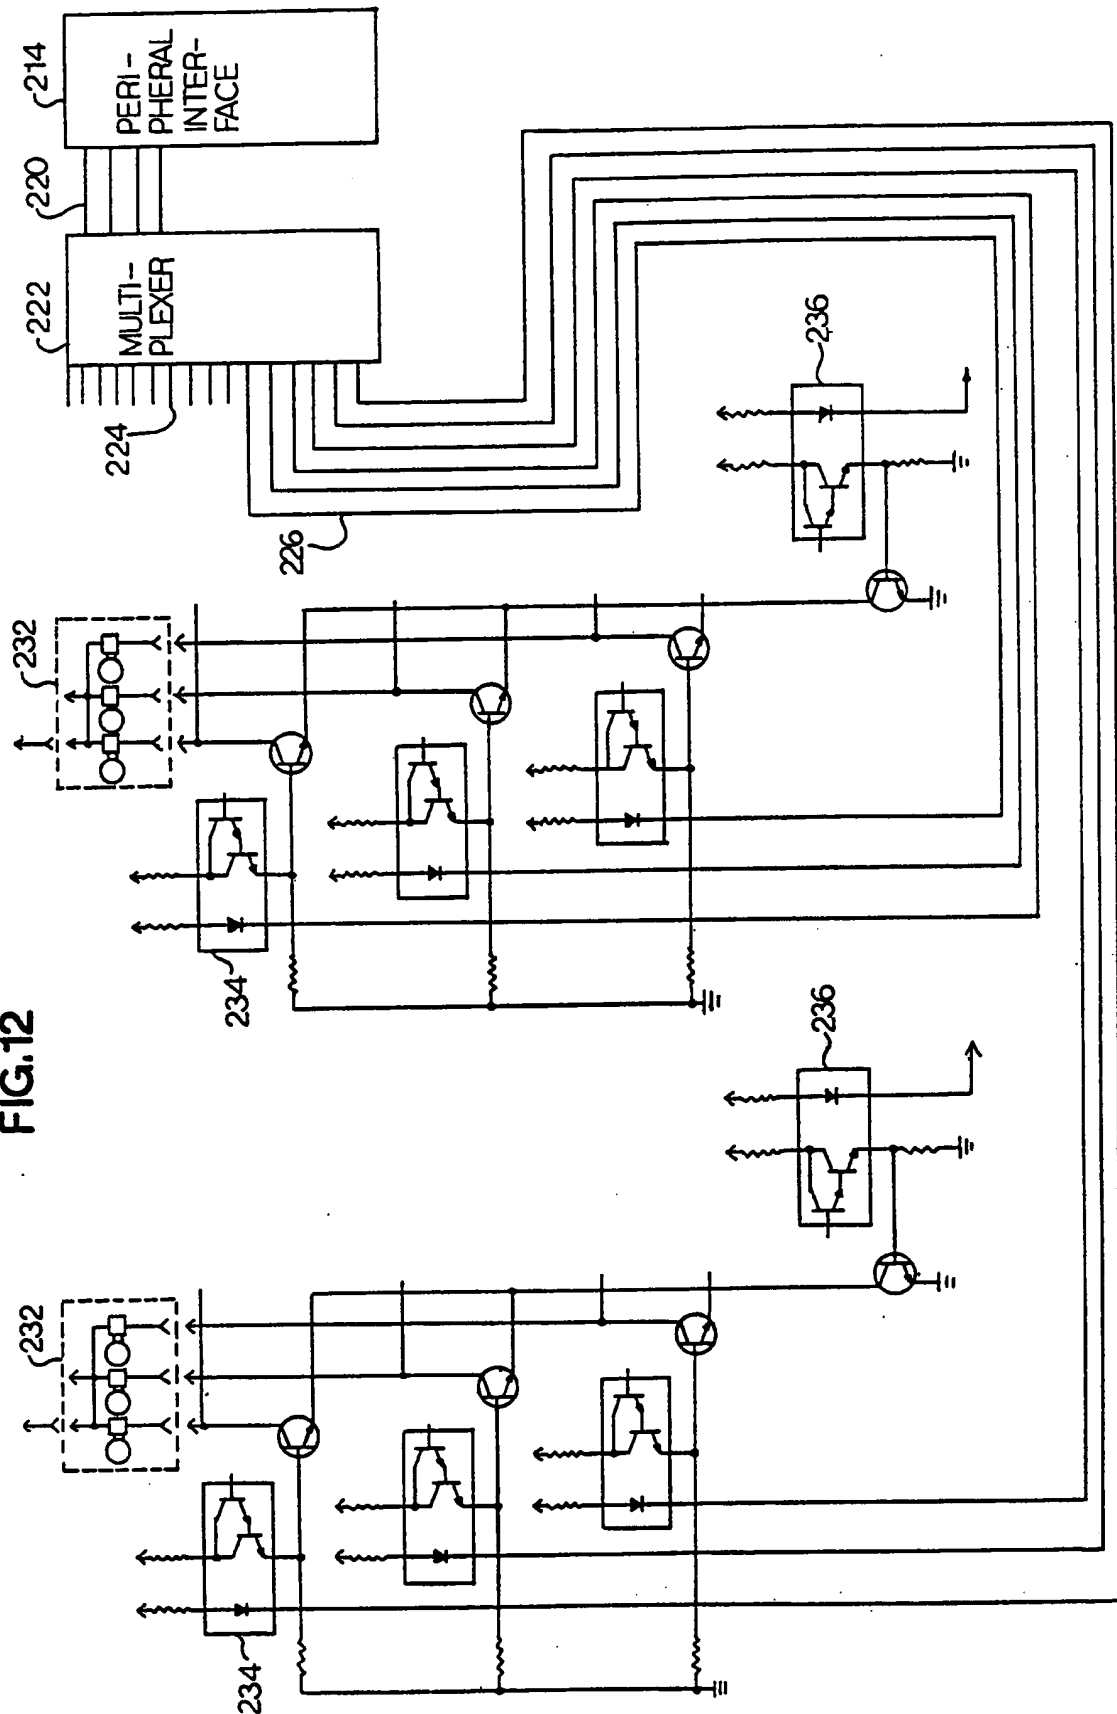 FIG.12
214
PERI-
PHERAL
INTER-
FACE
220
222
MULTI-
PLEXER
224
226
232
234
236
232
234
236